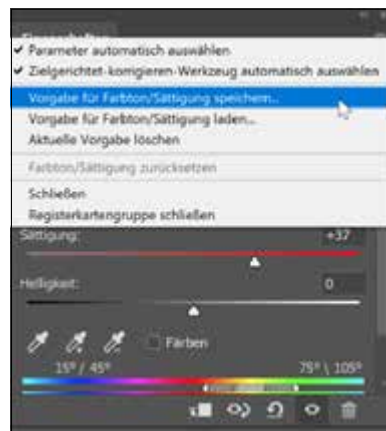 Eigenschaften
Parameter automatisch auswählen
Zielgerichtet-korrigieren-Werkzeug automatisch auswählen
Vorgabe für Farbton/Sättigung speichern...
Vorgabe für Farbton/Sättigung laden...
Aktuelle Vorgabe löschen
Farbton/Sättigung zurücksetzen
Schließen
Registerkartengruppe schließen
Sättigung: +37
Helligkeit: 0
Färben
15° / 45° 75° \ 105°